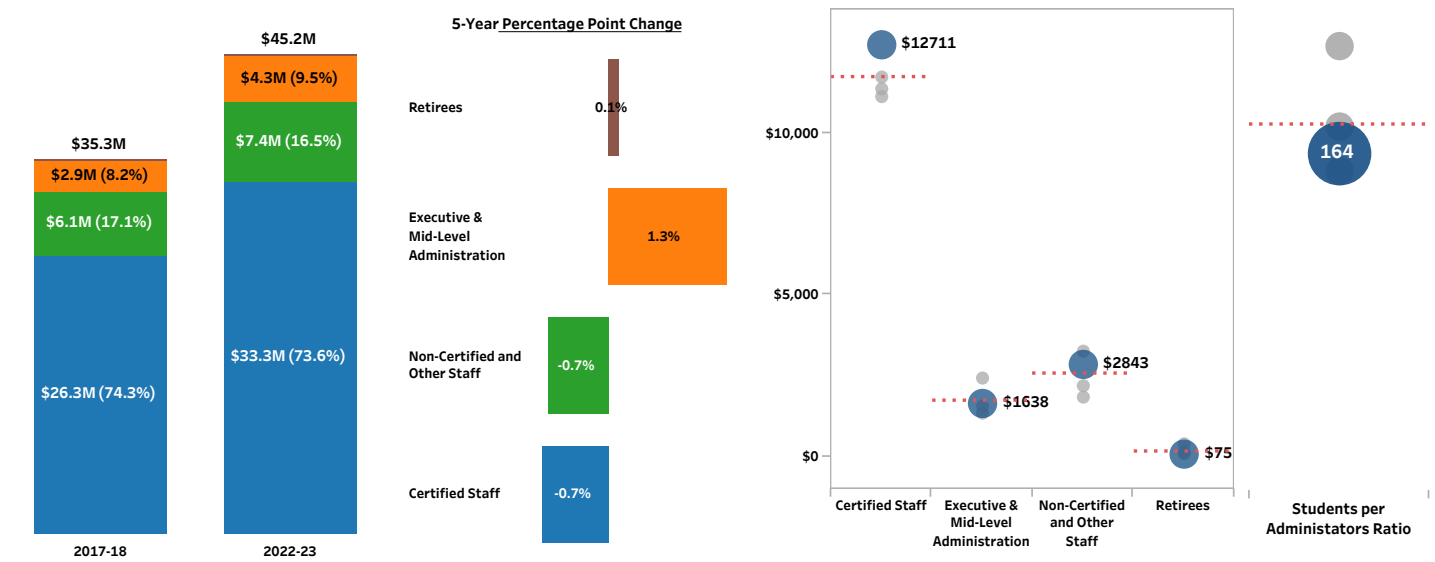 $35.3M
$2.9M (8.2%)
$6.1M (17.1%)
$26.3M (74.3%)
2017-18
$45.2M
$4.3M (9.5%)
$7.4M (16.5%)
$33.3M (73.6%)
2022-23
5-Year Percentage Point Change
Retirees
0.1%
Executive &
Mid-Level
Administration
1.3%
Non-Certified and
Other Staff
-0.7%
Certified Staff
-0.7%
$10,000
$5,000
$0
$12711
$1638
$2843
$75
Certified Staff
Executive &
Mid-Level
Administration
Non-Certified
and Other
Staff
Retirees
164
Students per
Administators Ratio